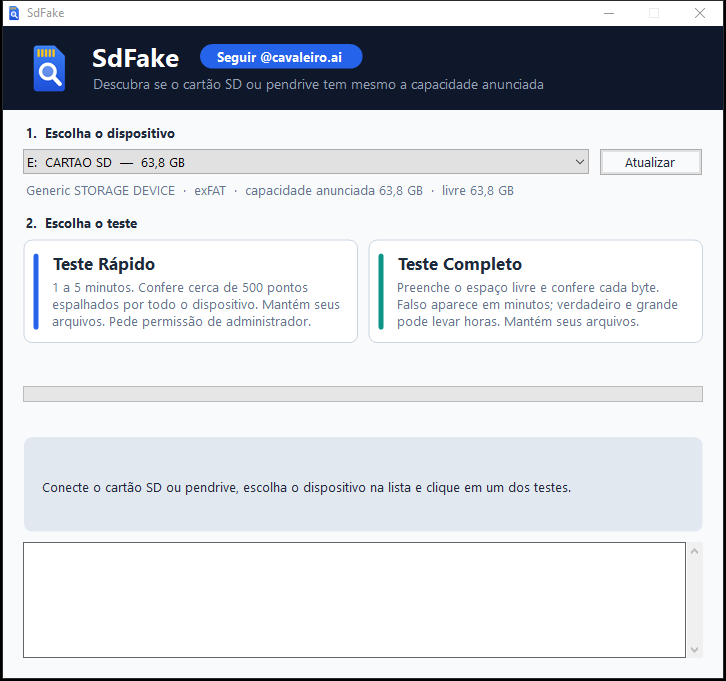 SdFake
SdFake
Seguir @cavaleiro.ai
Descubra se o cartão SD ou pendrive tem mesmo a capacidade anunciada
1. Escolha o dispositivo
E: CARTAO SD — 63,8 GB
Atualizar
Generic STORAGE DEVICE · exFAT · capacidade anunciada 63,8 GB · livre 63,8 GB
2. Escolha o teste
Teste Rápido
1 a 5 minutos. Confere cerca de 500 pontos
espalhados por todo o dispositivo. Mantém seus
arquivos. Pede permissão de administrador.
Teste Completo
Preenche o espaço livre e confere cada byte.
Falso aparece em minutos; verdadeiro e grande
pode levar horas. Mantém seus arquivos.
Conecte o cartão SD ou pendrive, escolha o dispositivo na lista e clique em um dos testes.